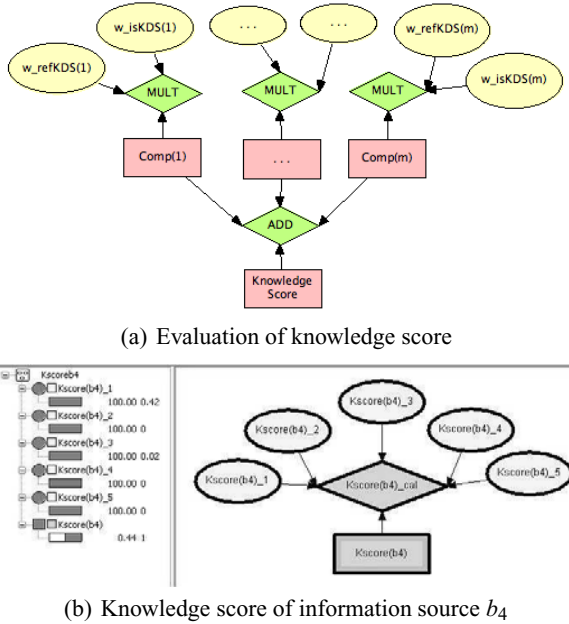 w_isKDS(1)
. . .
. . .
w_refKDS(m)
w_refKDS(1)
w_isKDS(m)
MULT
MULT
MULT
Comp(1)
. . .
Comp(m)
ADD
Knowledge
Score
(a) Evaluation of knowledge score
Kscoreb4
Kscore(b4)_1
100.00 0.42
Kscore(b4)_2
100.00 0
Kscore(b4)_3
100.00 0.02
Kscore(b4)_4
100.00 0
Kscore(b4)_5
100.00 0
Kscore(b4)
0.44 1
Kscore(b4)_3
Kscore(b4)_2
Kscore(b4)_4
Kscore(b4)_1
Kscore(b4)_cal
Kscore(b4)_5
Kscore(b4)
(b) Knowledge score of information source b4